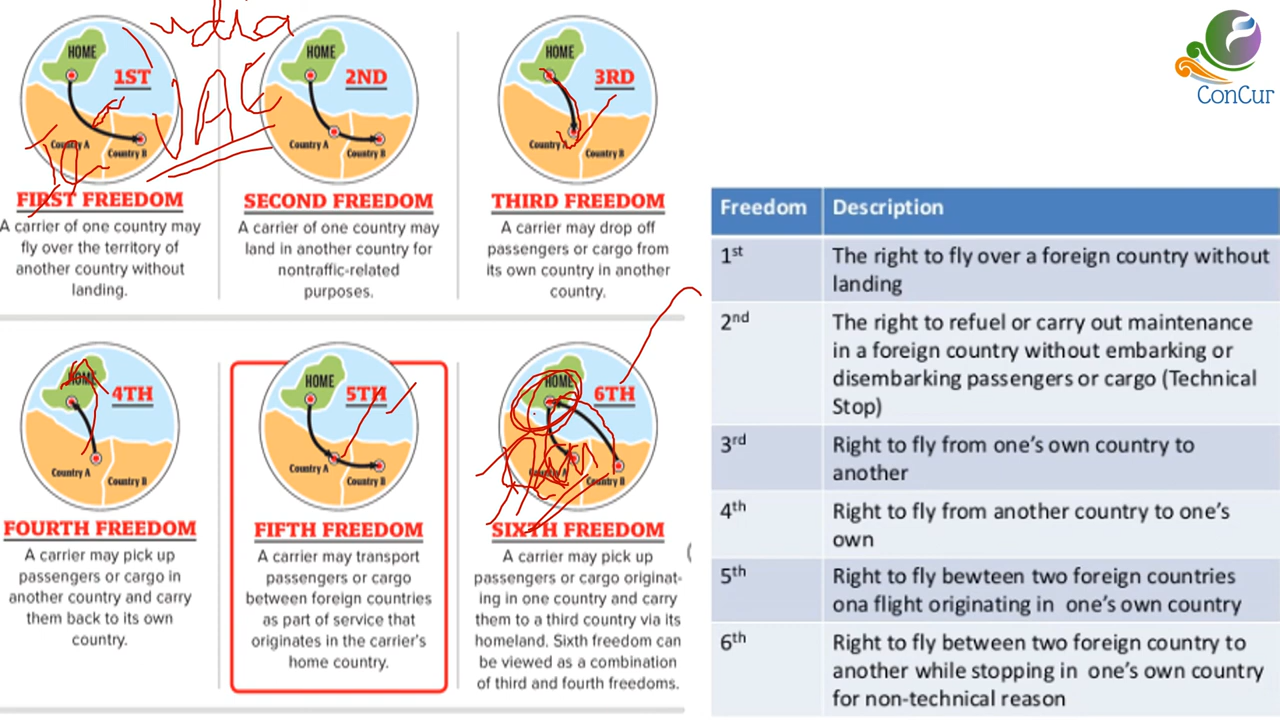 India
UAE
HOME
1ST
Country A
Country B
FIRST FREEDOM
A carrier of one country may
fly over the territory of
another country without
landing.
HOME
2ND
Country A
Country B
SECOND FREEDOM
A carrier of one country may
land in another country for
nontraffic-related
purposes.
HOME
3RD
Country A
Country B
THIRD FREEDOM
A carrier may drop off
passengers or cargo from
its own country in another
country.
HOME
4TH
Country A
Country B
FOURTH FREEDOM
A carrier may pick up
passengers or cargo in
another country and carry
them back to its own
country.
HOME
5TH
Country A
Country B
FIFTH FREEDOM
A carrier may transport
passengers or cargo
between foreign countries
as part of service that
originates in the carrier's
home country.
HOME
6TH
Country B
SIXTH FREEDOM
A carrier may pick up
passengers or cargo originat-
ing in one country and carry
them to a third country via its
homeland. Sixth freedom can
be viewed as a combination
of third and fourth freedoms.
ConCur
Freedom Description
1st The right to fly over a foreign country without
landing
2nd The right to refuel or carry out maintenance
in a foreign country without embarking or
disembarking passengers or cargo (Technical
Stop)
3rd Right to fly from one's own country to
another
4th Right to fly from another country to one's
own
5th Right to fly bewteen two foreign countries
ona flight originating in one's own country
6th Right to fly between two foreign country to
another while stopping in one's own country
for non-technical reason